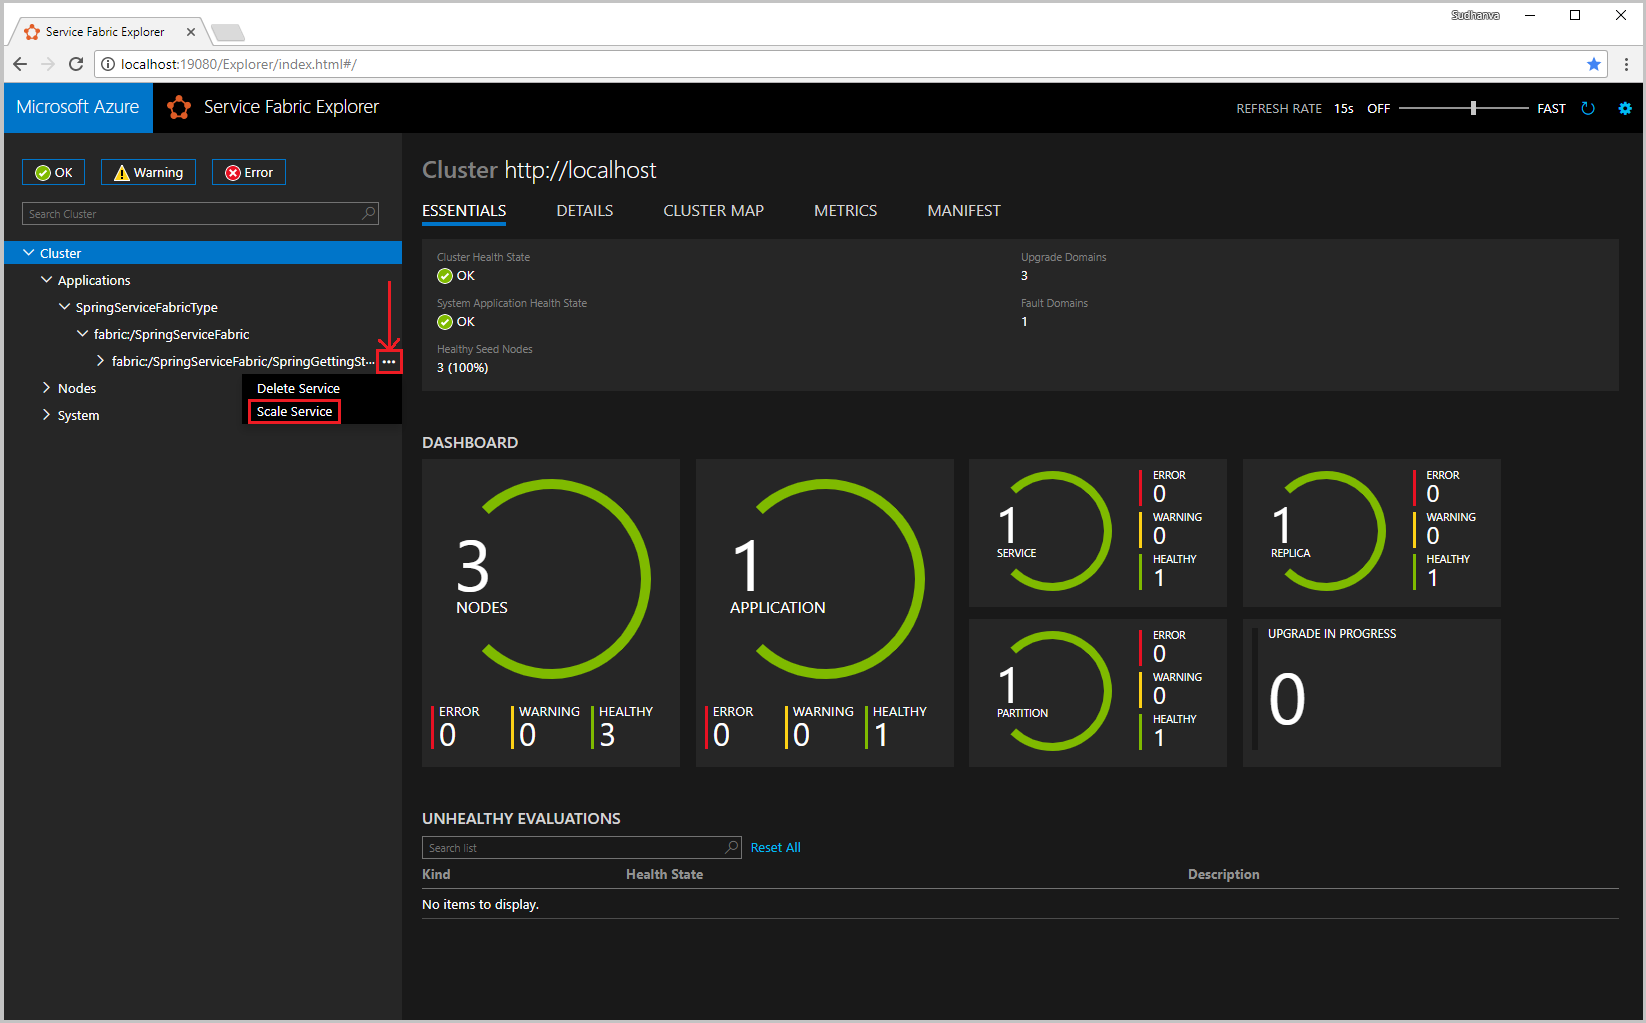 Sudhanva
Service Fabric Explorer
localhost:19080/Explorer/index.html#/
Microsoft Azure
Service Fabric Explorer
REFRESH RATE 15s OFF FAST
OK
Warning
Error
Search Cluster
Cluster
Applications
SpringServiceFabricType
fabric:/SpringServiceFabric
fabric:/SpringServiceFabric/SpringGettingSt...
Delete Service
Scale Service
Nodes
System
Cluster http://localhost
ESSENTIALS
DETAILS
CLUSTER MAP
METRICS
MANIFEST
Cluster Health State
OK
System Application Health State
OK
Healthy Seed Nodes
3 (100%)
Upgrade Domains
3
Fault Domains
1
DASHBOARD
3
NODES
ERROR
0
WARNING
0
HEALTHY
3
1
APPLICATION
ERROR
0
WARNING
0
HEALTHY
1
1
SERVICE
ERROR
0
WARNING
0
HEALTHY
1
1
REPLICA
ERROR
0
WARNING
0
HEALTHY
1
1
PARTITION
ERROR
0
WARNING
0
HEALTHY
1
UPGRADE IN PROGRESS
0
UNHEALTHY EVALUATIONS
Search list
Reset All
Kind Health State Description
No items to display.